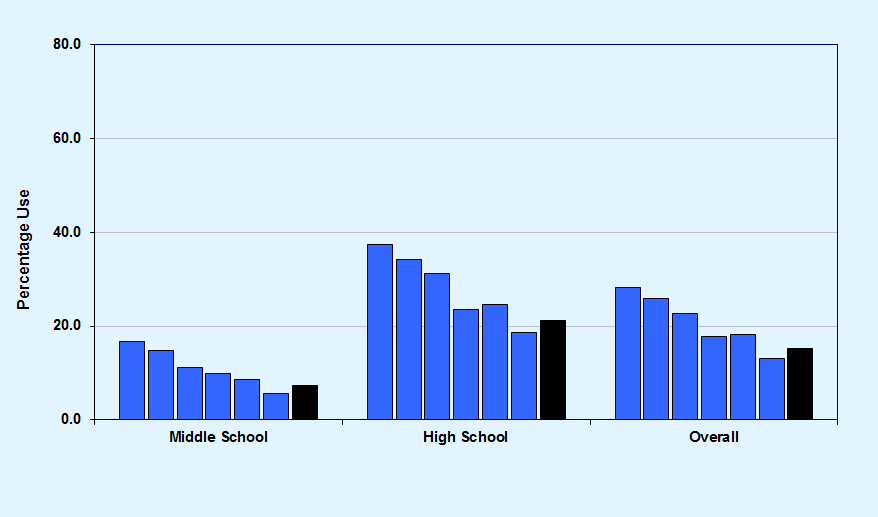 80.0
60.0
40.0
20.0
0.0
Percentage Use
Middle School
High School
Overall